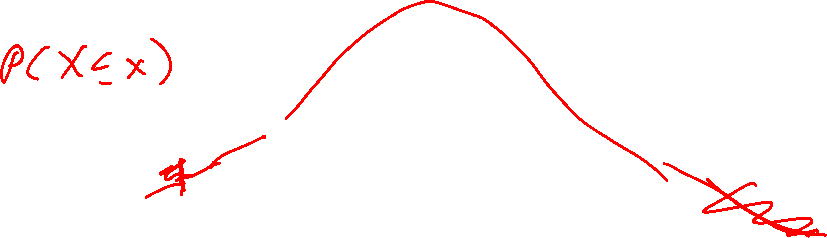 P(X ≤ x)